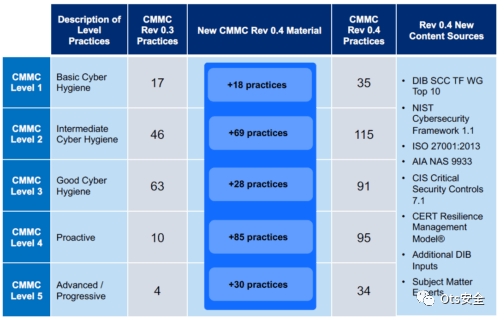 Description of
Level
Practices
CMMC
Rev 0.3
Practices
New CMMC Rev 0.4 Material
CMMC
Rev 0.4
Practices
Rev 0.4 New
Content Sources
CMMC
Level 1
Basic Cyber
Hygiene
17
+18 practices
35
CMMC
Level 2
Intermediate
Cyber Hygiene
46
+69 practices
115
CMMC
Level 3
Good Cyber
Hygiene
63
+28 practices
91
CMMC
Level 4
Proactive
10
+85 practices
95
CMMC
Level 5
Advanced /
Progressive
4
+30 practices
34
• DIB SCC TF WG
Top 10
• NIST
Cybersecurity
Framework 1.1
• ISO 27001:2013
• AIA NAS 9933
• CIS Critical
Security Controls
7.1
• CERT Resilience
Management
Model®
• Additional DIB
Inputs
• Subject Matter
Experts
Ots安全